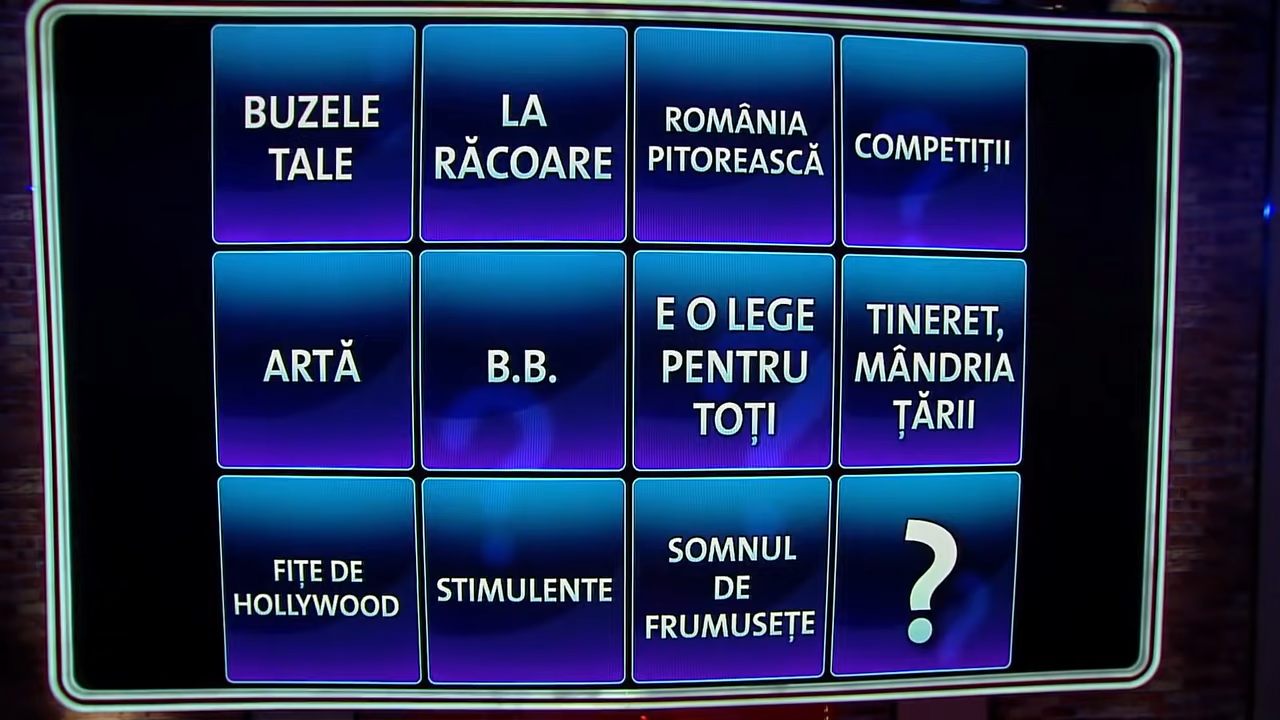 BUZELE
TALE
LA
RĂCOARE
ROMÂNIA
PITOREASCĂ
COMPETIȚII
ARTĂ
B.B.
E O LEGE
PENTRU
TOȚI
TINERET,
MÂNDRIA
ȚĂRII
FIȚE DE
HOLLYWOOD
STIMULENTE
SOMNUL
DE
FRUMUSEȚE
?